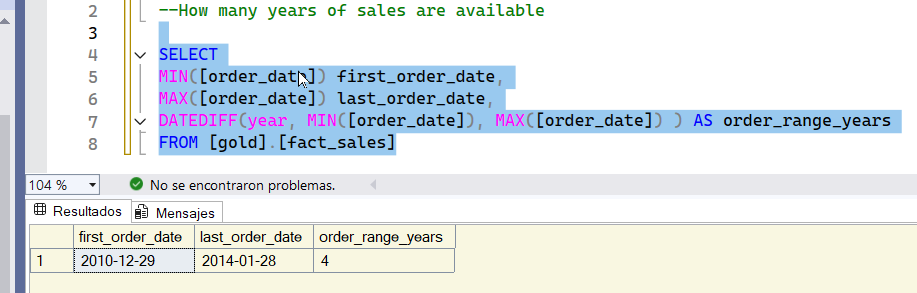 2 --How many years of sales are available
3
4 SELECT
5 MIN([order_date]) first_order_date,
6 MAX([order_date]) last_order_date,
7 DATEDIFF(year, MIN([order_date]), MAX([order_date]) ) AS order_range_years
8 FROM [gold].[fact_sales]
104 % No se encontraron problemas.
Resultados Mensajes
first_order_date last_order_date order_range_years
1 2010-12-29 2014-01-28 4